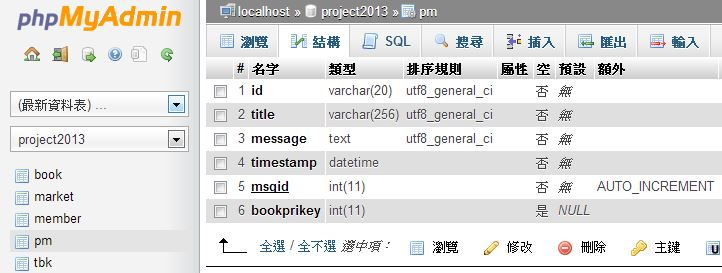 phpMyAdmin
(最新資料表) ...
project2013
book
market
member
pm
tbk
localhost » project2013 » pm
瀏覽 結構 SQL 搜尋 插入 匯出 輸入
# 名字 類型 排序規則 屬性 空 預設 額外
1 id varchar(20) utf8_general_ci 否 無
2 title varchar(256) utf8_general_ci 否 無
3 message text utf8_general_ci 否 無
4 timestamp datetime 否 無
5 msgid int(11) 否 無 AUTO_INCREMENT
6 bookprikey int(11) 是 NULL
全選 / 全不選 選中項： 瀏覽 修改 刪除 主鍵 U